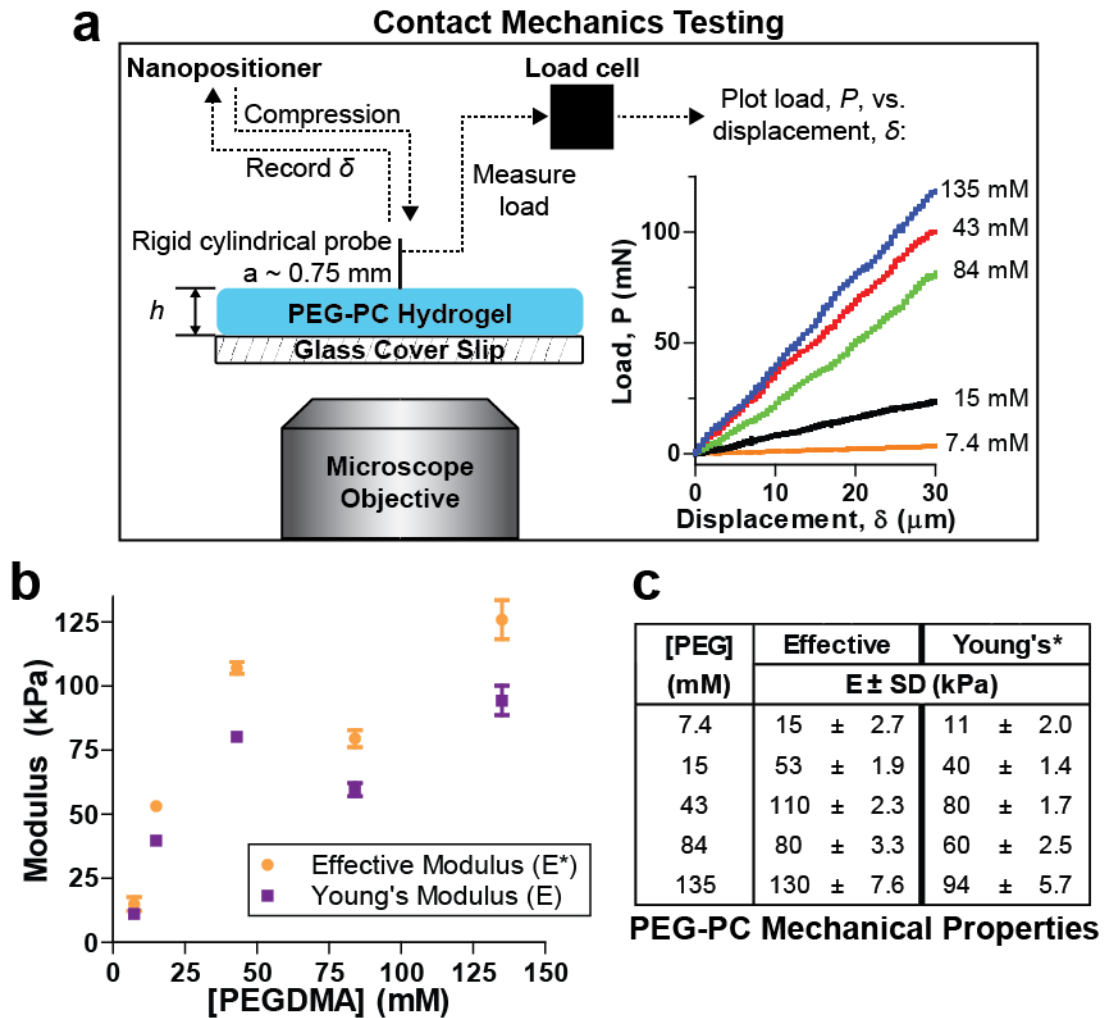 a
Contact Mechanics Testing
Nanopositioner
Load cell
Compression
Record δ
Measure
load
Plot load, P, vs.
displacement, δ:
Rigid cylindrical probe
a ~ 0.75 mm
h
PEG-PC Hydrogel
Glass Cover Slip
Microscope
Objective
Load, P (mN)
100
50
0
0 10 20 30
Displacement, δ (μm)
135 mM
43 mM
84 mM
15 mM
7.4 mM
b
Modulus (kPa)
125
100
75
50
25
0
0 25 50 75 100 125 150
[PEGDMA] (mM)
Effective Modulus (E*)
Young's Modulus (E)
c
[PEG] Effective Young's*
(mM) E ± SD (kPa)
7.4 15 ± 2.7 11 ± 2.0
15 53 ± 1.9 40 ± 1.4
43 110 ± 2.3 80 ± 1.7
84 80 ± 3.3 60 ± 2.5
135 130 ± 7.6 94 ± 5.7
PEG-PC Mechanical Properties